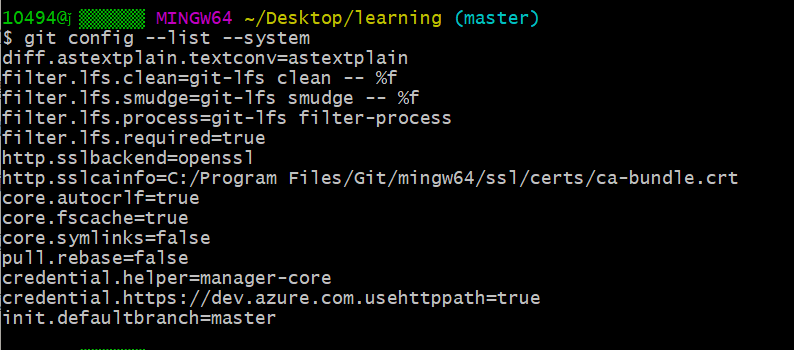 10494@ MINGW64 ~/Desktop/learning (master)
$ git config --list --system
diff.astextplain.textconv=astextplain
filter.lfs.clean=git-lfs clean -- %f
filter.lfs.smudge=git-lfs smudge -- %f
filter.lfs.process=git-lfs filter-process
filter.lfs.required=true
http.sslbackend=openssl
http.sslcainfo=C:/Program Files/Git/mingw64/ssl/certs/ca-bundle.crt
core.autocrlf=true
core.fscache=true
core.symlinks=false
pull.rebase=false
credential.helper=manager-core
credential.https://dev.azure.com.usehttppath=true
init.defaultbranch=master